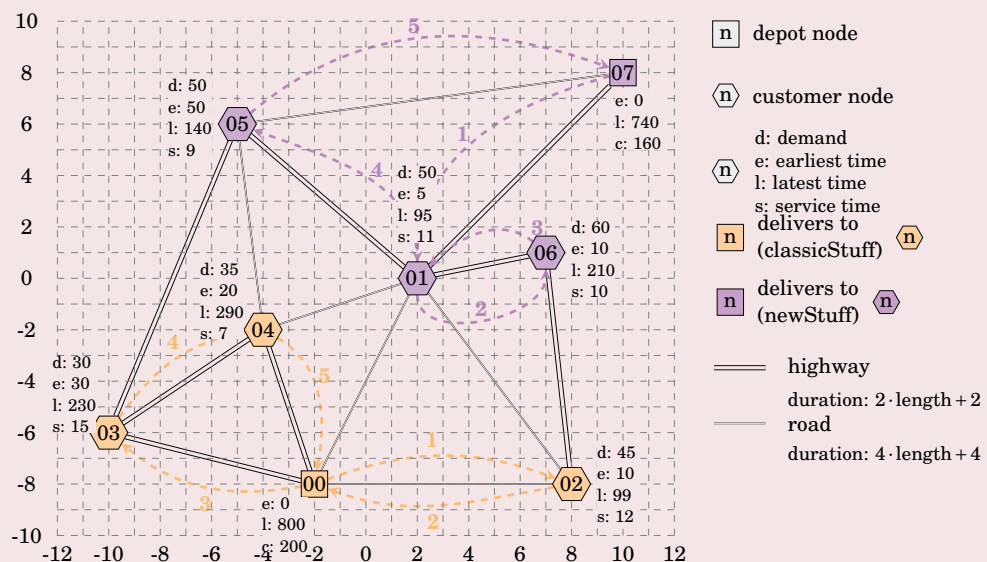 10
8
6
4
2
0
-2
-4
-6
-8
-10
-12
-10
-8
-6
-4
-2
0
2
4
6
8
10
12
5
07
e: 0
l: 740
c: 160
d: 50
e: 50
l: 140
s: 9
05
1
4
d: 50
e: 5
l: 95
s: 11
01
3
06
d: 60
e: 10
l: 210
s: 10
2
d: 35
e: 20
l: 290
s: 7
04
4
5
d: 30
e: 30
l: 230
s: 15
03
1
3
00
2
02
d: 45
e: 10
l: 99
s: 12
e: 0
l: 800
c: 200
n depot node
n customer node
n
d: demand
e: earliest time
l: latest time
s: service time
n delivers to
(classicStuff) n
n delivers to
(newStuff) n
highway
duration: 2·length+2
road
duration: 4·length+4